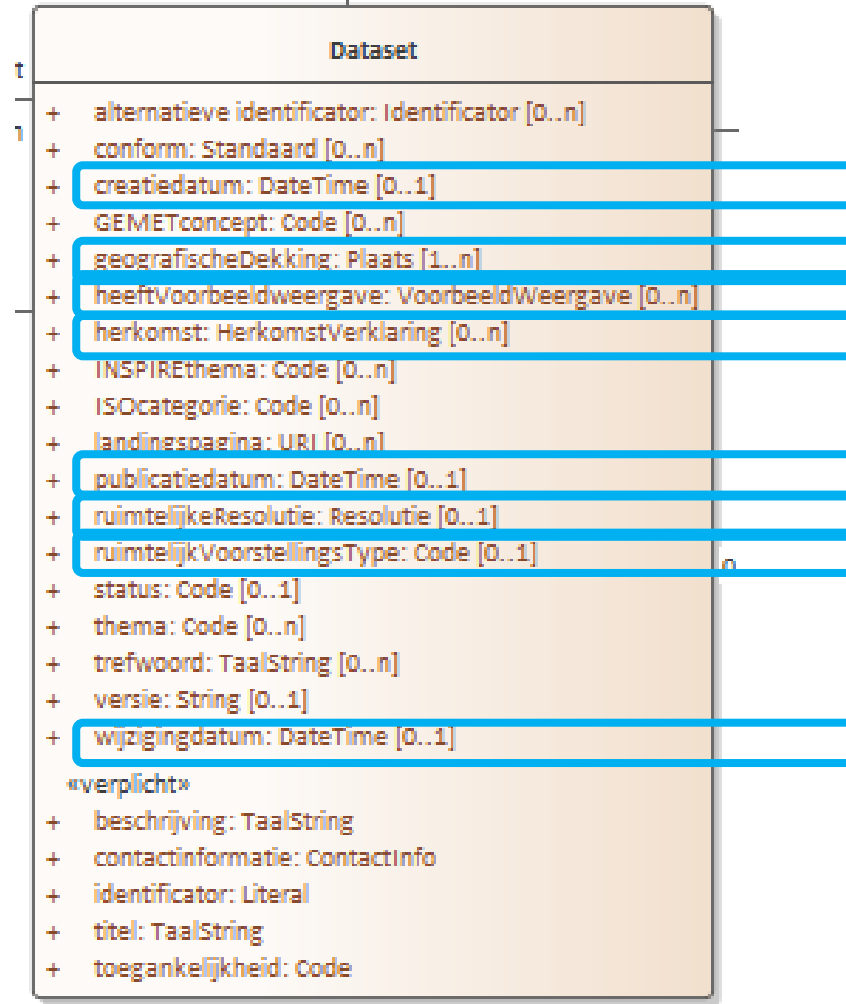 Dataset
t
+ alternatieve identificator: Identificator [0..n]
+ conform: Standaard [0..n]
+ creatiedatum: DateTime [0..1]
+ GEMETconcept: Code [0..n]
+ geografischeDekking: Plaats [1..n]
+ heeftVoorbeeldweergave: VoorbeeldWeergave [0..n]
+ herkomst: HerkomstVerklaring [0..n]
+ INSPIREthema: Code [0..n]
+ ISOcategorie: Code [0..n]
+ landingspagina: URI [0..n]
+ publicatiedatum: DateTime [0..1]
+ ruimtelijkeResolutie: Resolutie [0..1]
+ ruimtelijkVoorstellingsType: Code [0..1]
+ status: Code [0..1]
+ thema: Code [0..n]
+ trefwoord: TaalString [0..n]
+ versie: String [0..1]
+ wijzigingdatum: DateTime [0..1]
«verplicht»
+ beschrijving: TaalString
+ contactinformatie: ContactInfo
+ identificator: Literal
+ titel: TaalString
+ toegankelijkheid: Code